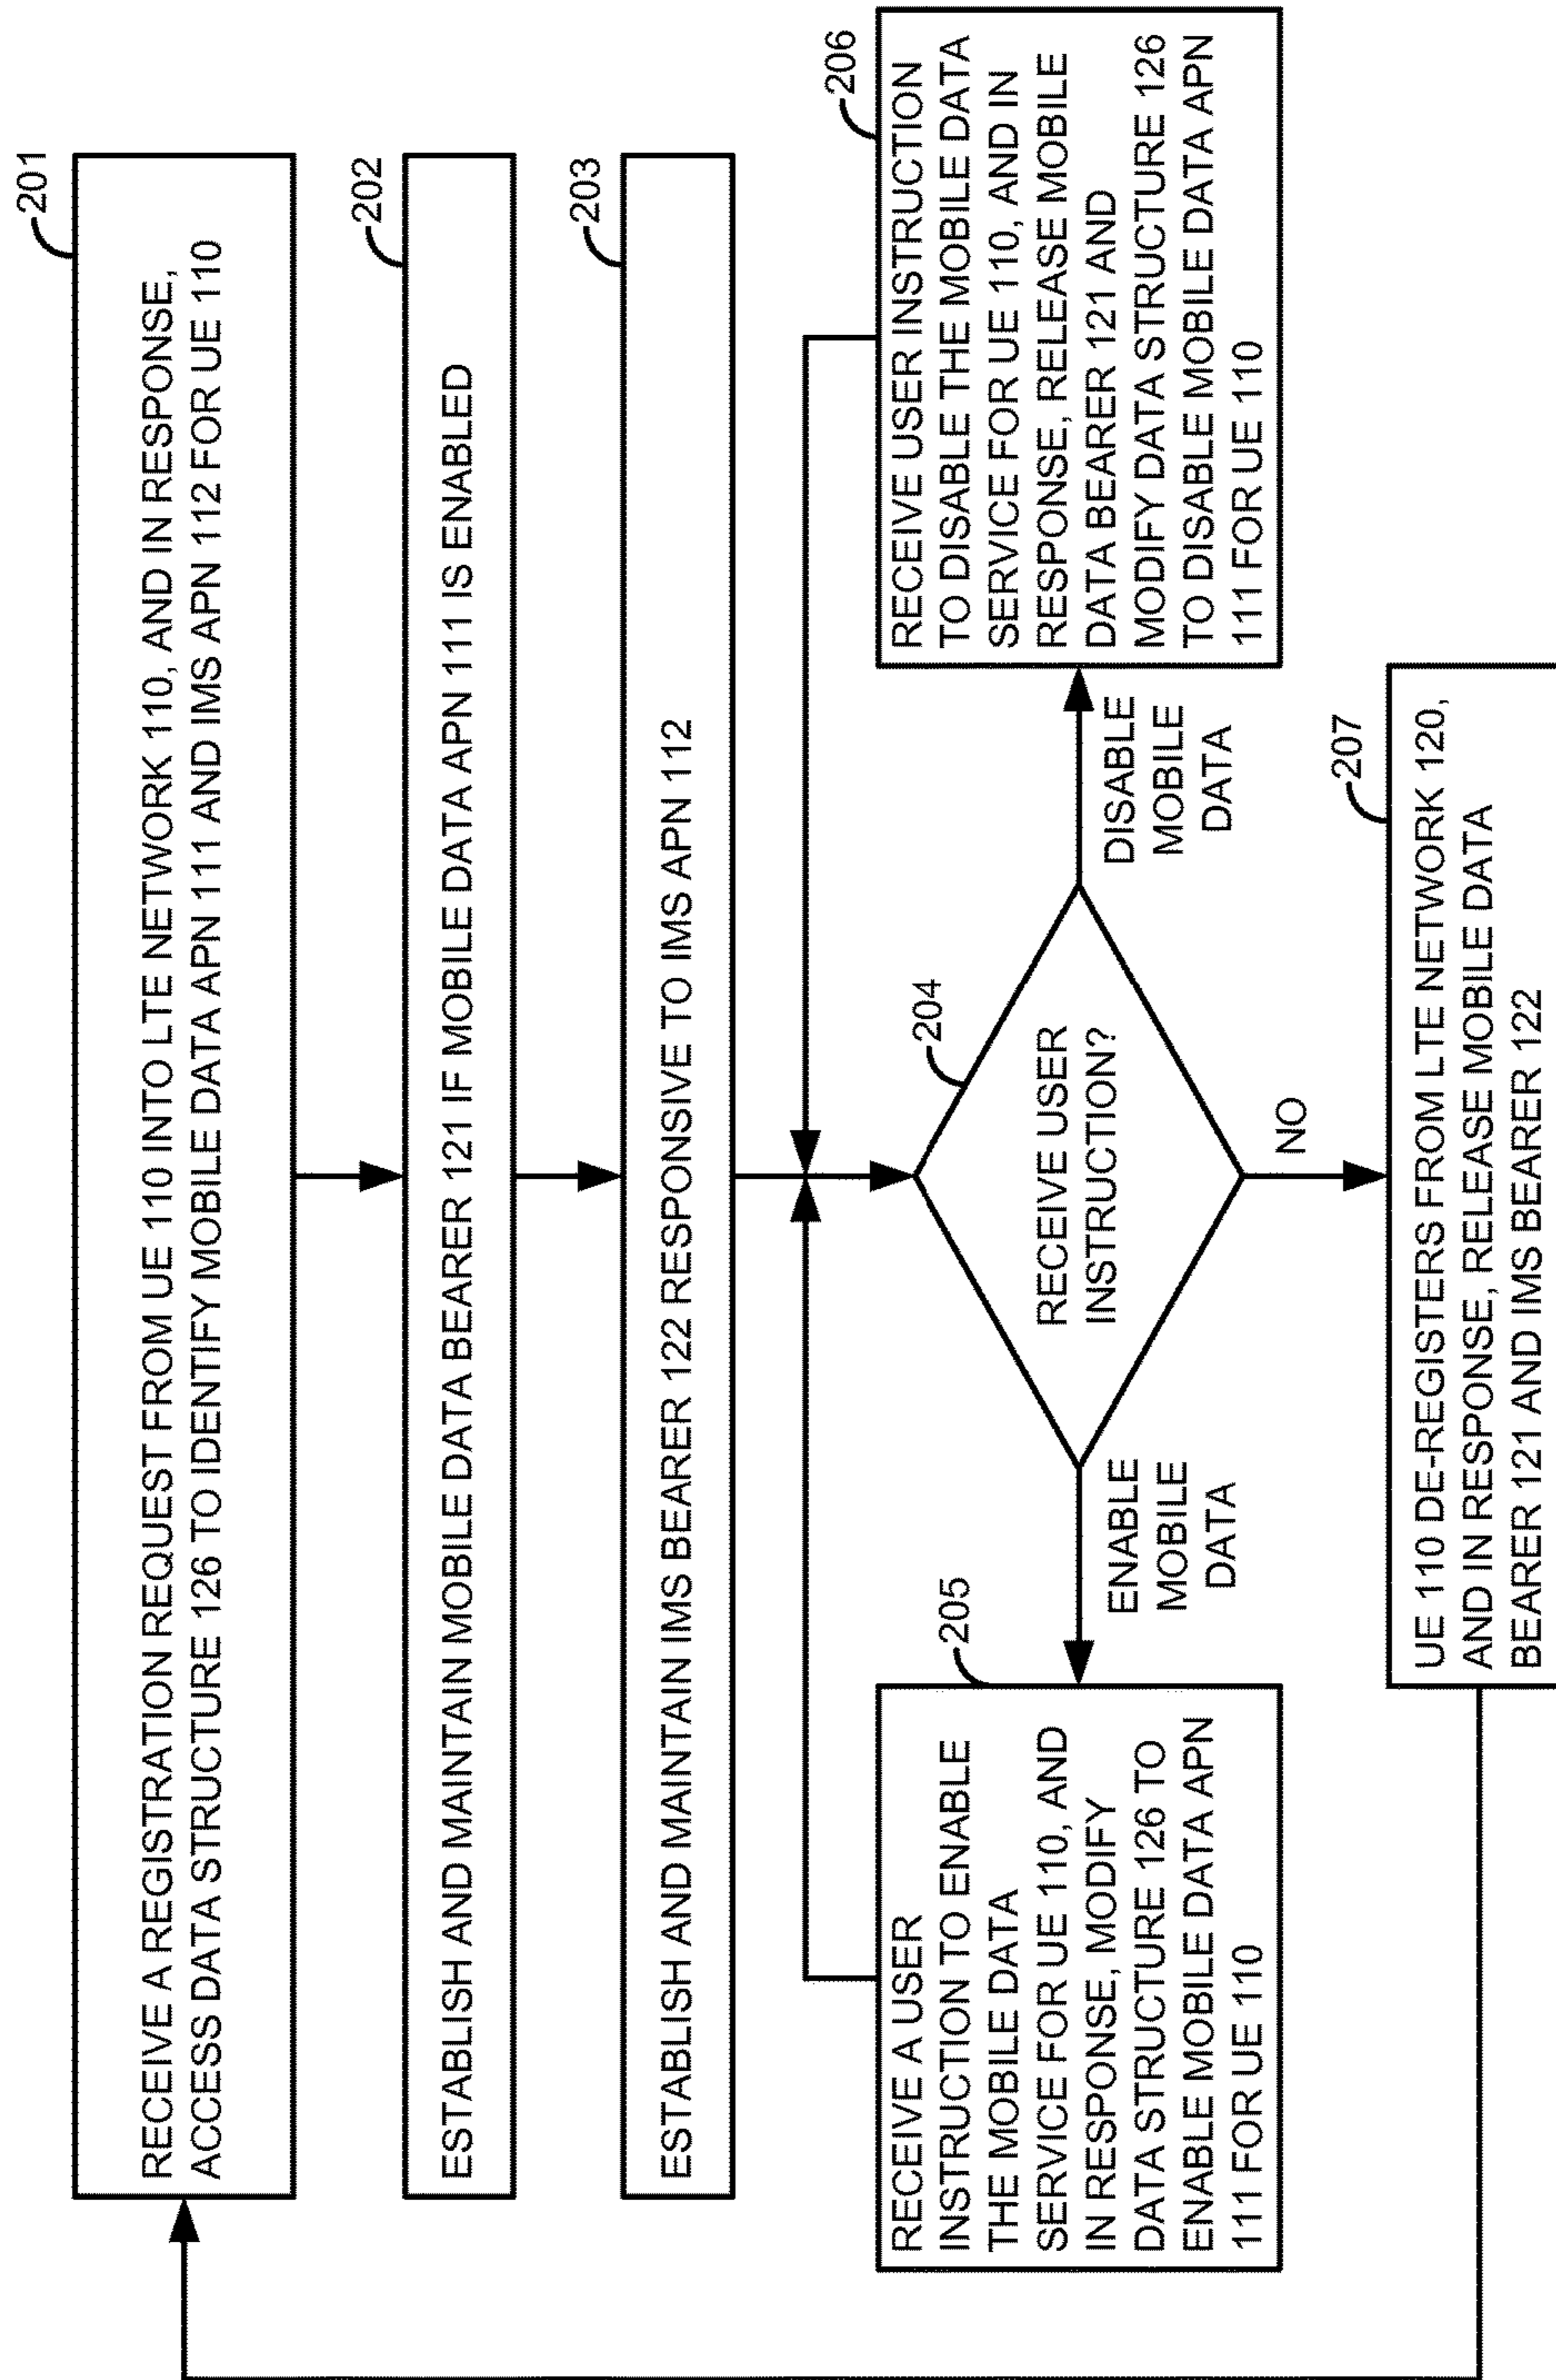 201
RECEIVE A REGISTRATION REQUEST FROM UE 110 INTO LTE NETWORK 110, AND IN RESPONSE,
ACCESS DATA STRUCTURE 126 TO IDENTIFY MOBILE DATA APN 111 AND IMS APN 112 FOR UE 110
202
ESTABLISH AND MAINTAIN MOBILE DATA BEARER 121 IF MOBILE DATA APN 111 IS ENABLED
203
ESTABLISH AND MAINTAIN IMS BEARER 122 RESPONSIVE TO IMS APN 112
204
RECEIVE USER
INSTRUCTION?
ENABLE
MOBILE
DATA
205
RECEIVE A USER
INSTRUCTION TO ENABLE
THE MOBILE DATA
SERVICE FOR UE 110, AND
IN RESPONSE, MODIFY
DATA STRUCTURE 126 TO
ENABLE MOBILE DATA APN
111 FOR UE 110
DISABLE
MOBILE
DATA
206
RECEIVE USER INSTRUCTION
TO DISABLE THE MOBILE DATA
SERVICE FOR UE 110, AND IN
RESPONSE, RELEASE MOBILE
DATA BEARER 121 AND
MODIFY DATA STRUCTURE 126
TO DISABLE MOBILE DATA APN
111 FOR UE 110
NO
207
UE 110 DE-REGISTERS FROM LTE NETWORK 120,
AND IN RESPONSE, RELEASE MOBILE DATA
BEARER 121 AND IMS BEARER 122